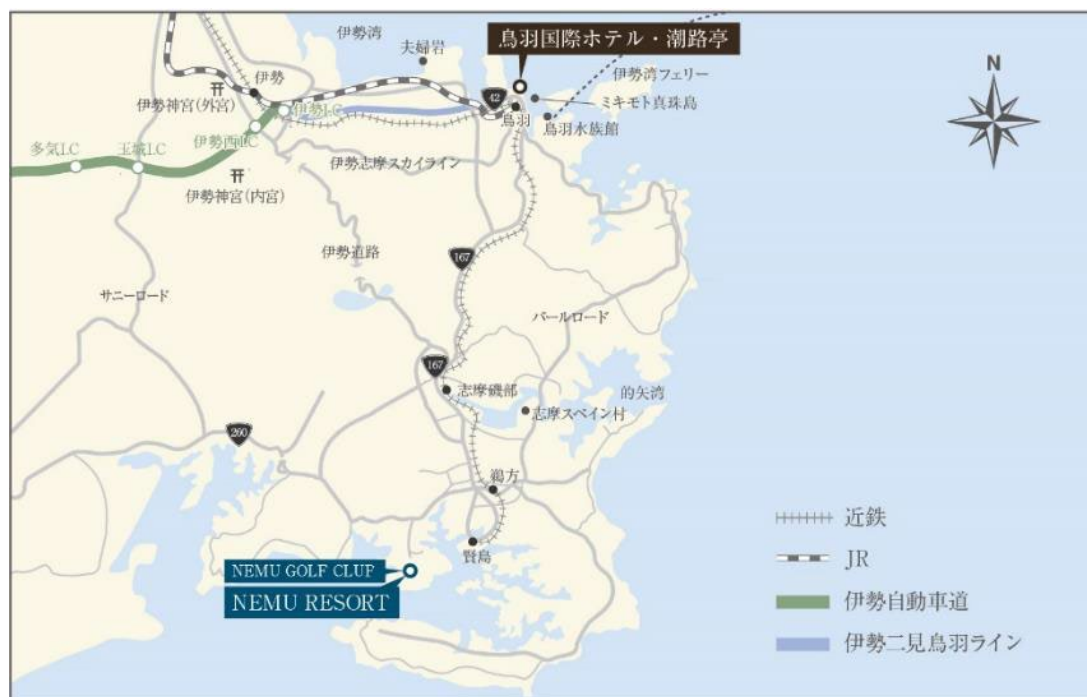 伊勢湾
夫婦岩
鳥羽国際ホテル・潮路亭
N
伊勢湾フェリー
伊勢
42
ミキモト真珠島
伊勢神宮(外宮)
伊勢I.C
鳥羽
鳥羽水族館
多気I.C
玉城I.C
伊勢西I.C
伊勢志摩スカイライン
伊勢神宮(内宮)
伊勢道路
167
サニーロード
パールロード
167
志摩磯部
的矢湾
志摩スペイン村
260
鵜方
賢島
NEMU GOLF CLUF
NEMU RESORT
近鉄
JR
伊勢自動車道
伊勢二見鳥羽ライン